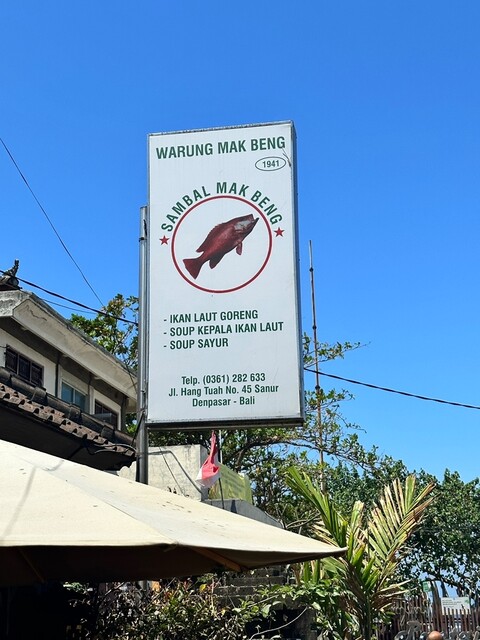 WARUNG MAK BENG
1941
SAMBAL MAK BENG
- IKAN LAUT GORENG
- SOUP KEPALA IKAN LAUT
- SOUP SAYUR
Telp. (0361) 282 633
Jl. Hang Tuah No. 45 Sanur
Denpasar - Bali